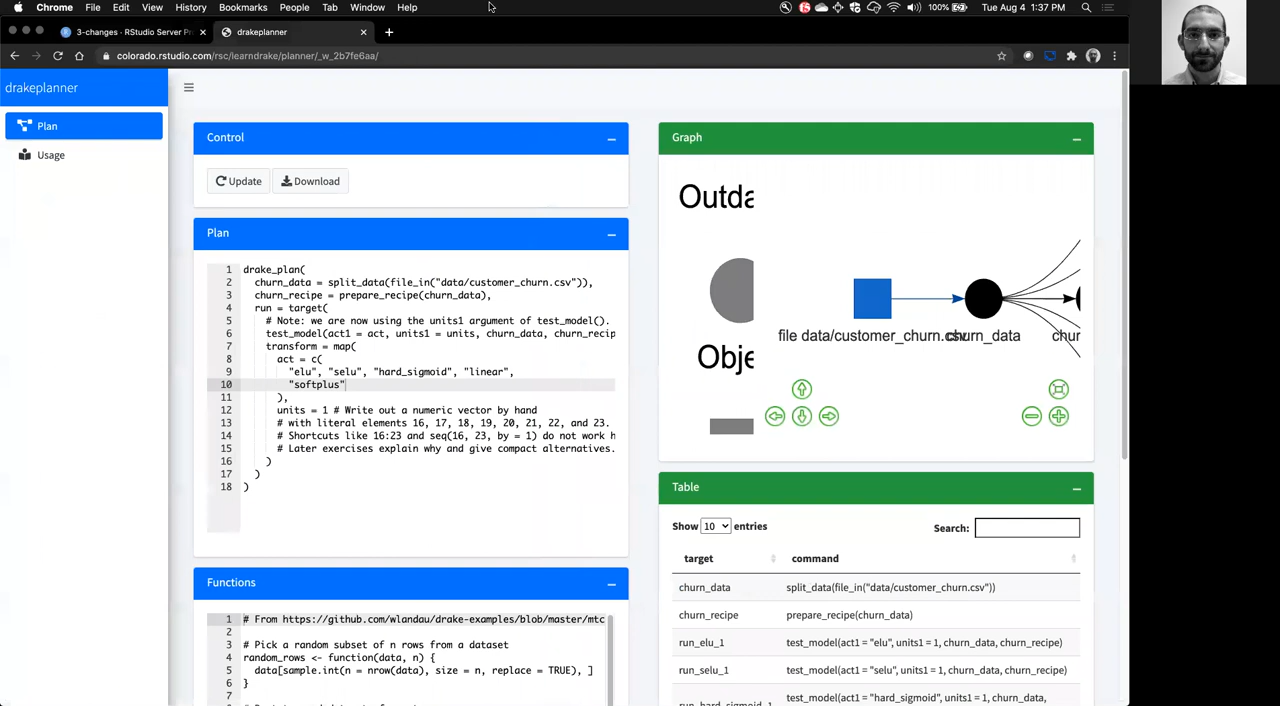 Chrome File Edit View History Bookmarks People Tab Window Help 100% Tue Aug 4 1:37 PM
3-changes - RStudio Server Pr drakeplanner
colorado.rstudio.com/rsc/learndrake/planner/_w_2b7fe6aa/
drakeplanner
Plan
Usage
Control
Update Download
Plan
1 drake_plan(
2 churn_data = split_data(file_in("data/customer_churn.csv")),
3 churn_recipe = prepare_recipe(churn_data),
4 run = target(
5 # Note: we are now using the units1 argument of test_model().
6 test_model(act1 = act, units1 = units, churn_data, churn_recip
7 transform = map(
8 act = c(
9 "elu", "selu", "hard_sigmoid", "linear",
10 "softplus"
11 ),
12 units = 1 # Write out a numeric vector by hand
13 # with literal elements 16, 17, 18, 19, 20, 21, 22, and 23.
14 # Shortcuts like 16:23 and seq(16, 23, by = 1) do not work h
15 # Later exercises explain why and give compact alternatives.
16 )
17 )
18 )
Functions
1 # From https://github.com/wlandau/drake-examples/blob/master/mtc
2
3 # Pick a random subset of n rows from a dataset
4 random_rows <- function(data, n) {
5 data[sample.int(n = nrow(data), size = n, replace = TRUE), ]
6 }
7
Graph
Outda
file data/customer_churn.csv
churn_data
chur
Obje
Table
Show 10 entries
Search:
target command
churn_data split_data(file_in("data/customer_churn.csv"))
churn_recipe prepare_recipe(churn_data)
run_elu_1 test_model(act1 = "elu", units1 = 1, churn_data, churn_recipe)
run_selu_1 test_model(act1 = "selu", units1 = 1, churn_data, churn_recipe)
run_hard_sigmoid_1 test_model(act1 = "hard_sigmoid", units1 = 1, churn_data,